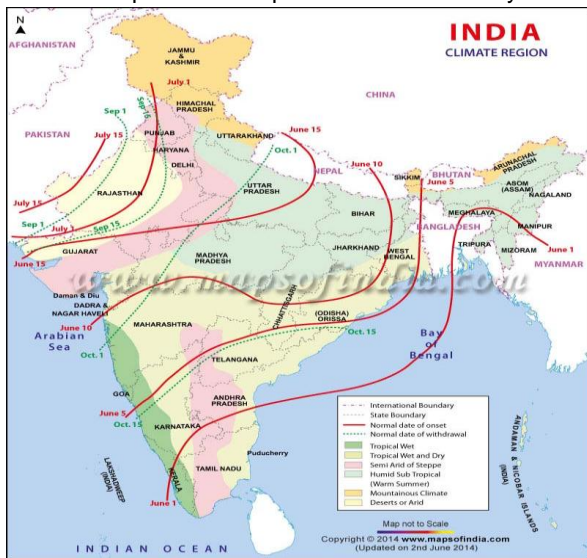 N
INDIA
CLIMATE REGION
AFGHANISTAN
JAMMU
&
KASHMIR
July 1
CHINA
Sep 1
Sep 15
HIMACHAL
PRADESH
July 15
PUNJAB
PAKISTAN
UTTARAKHAND
June 15
HARYANA
DELHI
Oct. 1
NEPAL
June 10
SIKKIM
BHUTAN
ARUNACHAL
PRADESH
June 5
RAJASTHAN
UTTAR
PRADESH
ASOM
(ASSAM)
NAGALAND
July 15
BIHAR
MEGHALAYA
Sep 1
July 1
Sep 15
BANGLADESH
MANIPUR
JHARKHAND
TRIPURA
MIZORAM
June 1
GUJARAT
MADHYA
PRADESH
WEST
BENGAL
MYANMAR
June 15
www.mapsofindia.com
Daman & Diu
DADRA &
NAGAR HAVELI
CHHATTISGARH
(ODISHA)
ORISSA
June 10
MAHARASHTRA
Arabian
Sea
Oct. 1
Oct. 15
Bay
of
Bengal
TELANGANA
GOA
ANDHRA
PRADESH
June 5
Oct. 15
KARNATAKA
Puducherry
LAKSHADWEEP
(INDIA)
KERALA
TAMIL NADU
June 1
ANDAMAN & NICOBAR ISLANDS
(INDIA)
International Boundary
State Boundary
Normal date of onset
Normal date of withdrawal
Tropical Wet
Tropical Wet and Dry
Semi Arid of Steppe
Humid Sub Tropical
(Warm Summer)
Mountainous Climate
Deserts or Arid
Map not to Scale
Copyright © 2014 www.mapsofindia.com
(Updated on 2nd June 2014)
INDIAN OCEAN